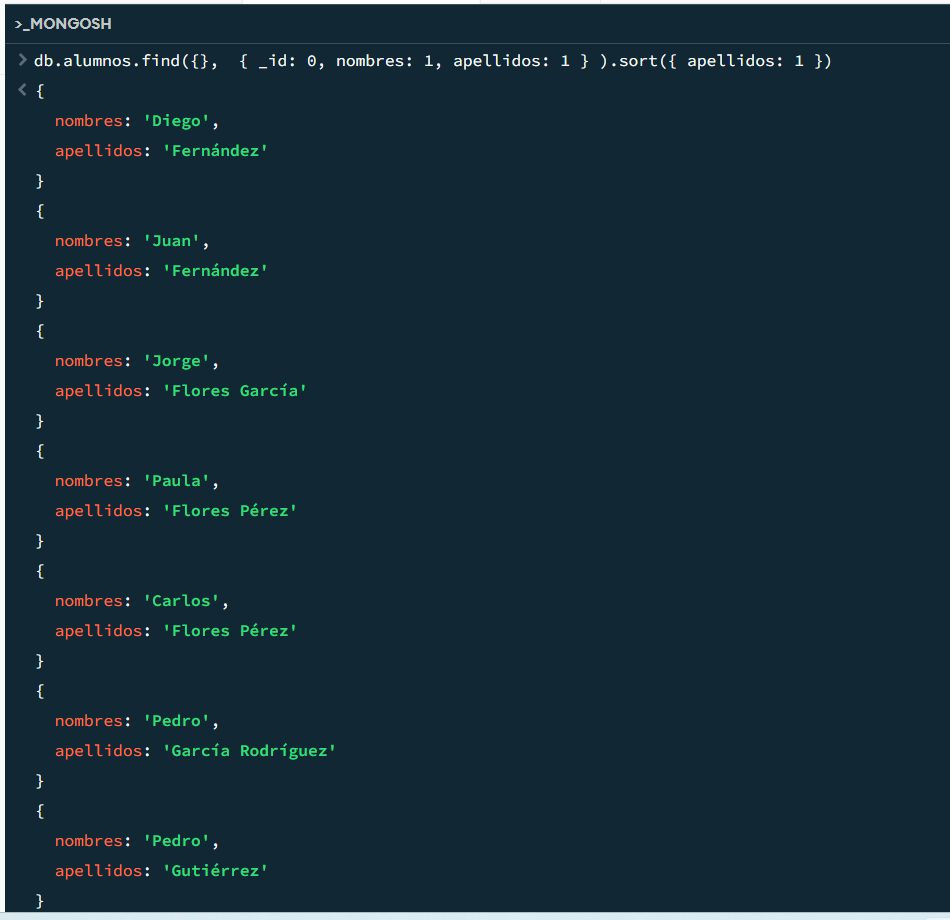 >_MONGOSH
> db.alumnos.find({},  { _id: 0, nombres: 1, apellidos: 1 } ).sort({ apellidos: 1 })
< {
nombres: 'Diego',
apellidos: 'Fernández'
}
{
nombres: 'Juan',
apellidos: 'Fernández'
}
{
nombres: 'Jorge',
apellidos: 'Flores García'
}
{
nombres: 'Paula',
apellidos: 'Flores Pérez'
}
{
nombres: 'Carlos',
apellidos: 'Flores Pérez'
}
{
nombres: 'Pedro',
apellidos: 'García Rodríguez'
}
{
nombres: 'Pedro',
apellidos: 'Gutiérrez'
}